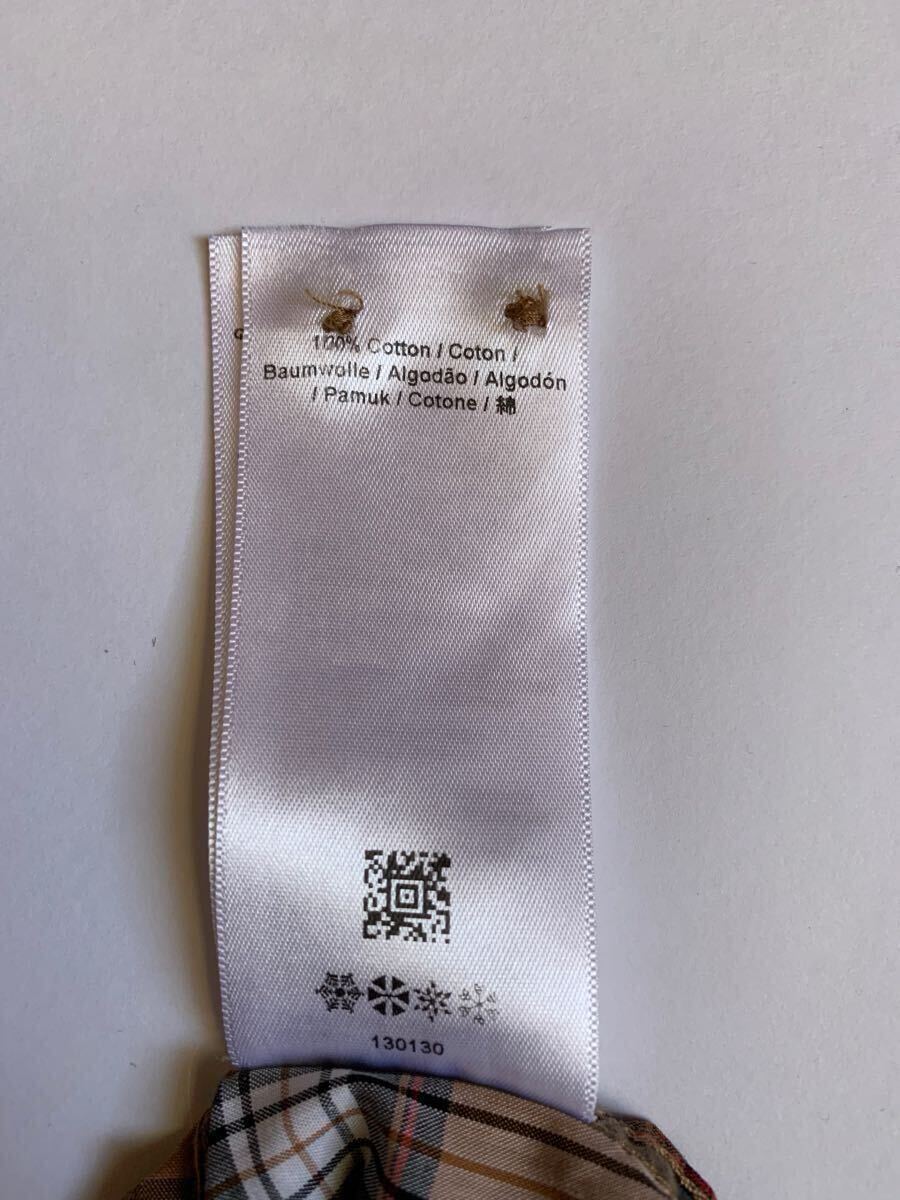 100% Cotton / Coton /
Baumwolle / Algodão / Algodón
/ Pamuk / Cotone / 綿
130130